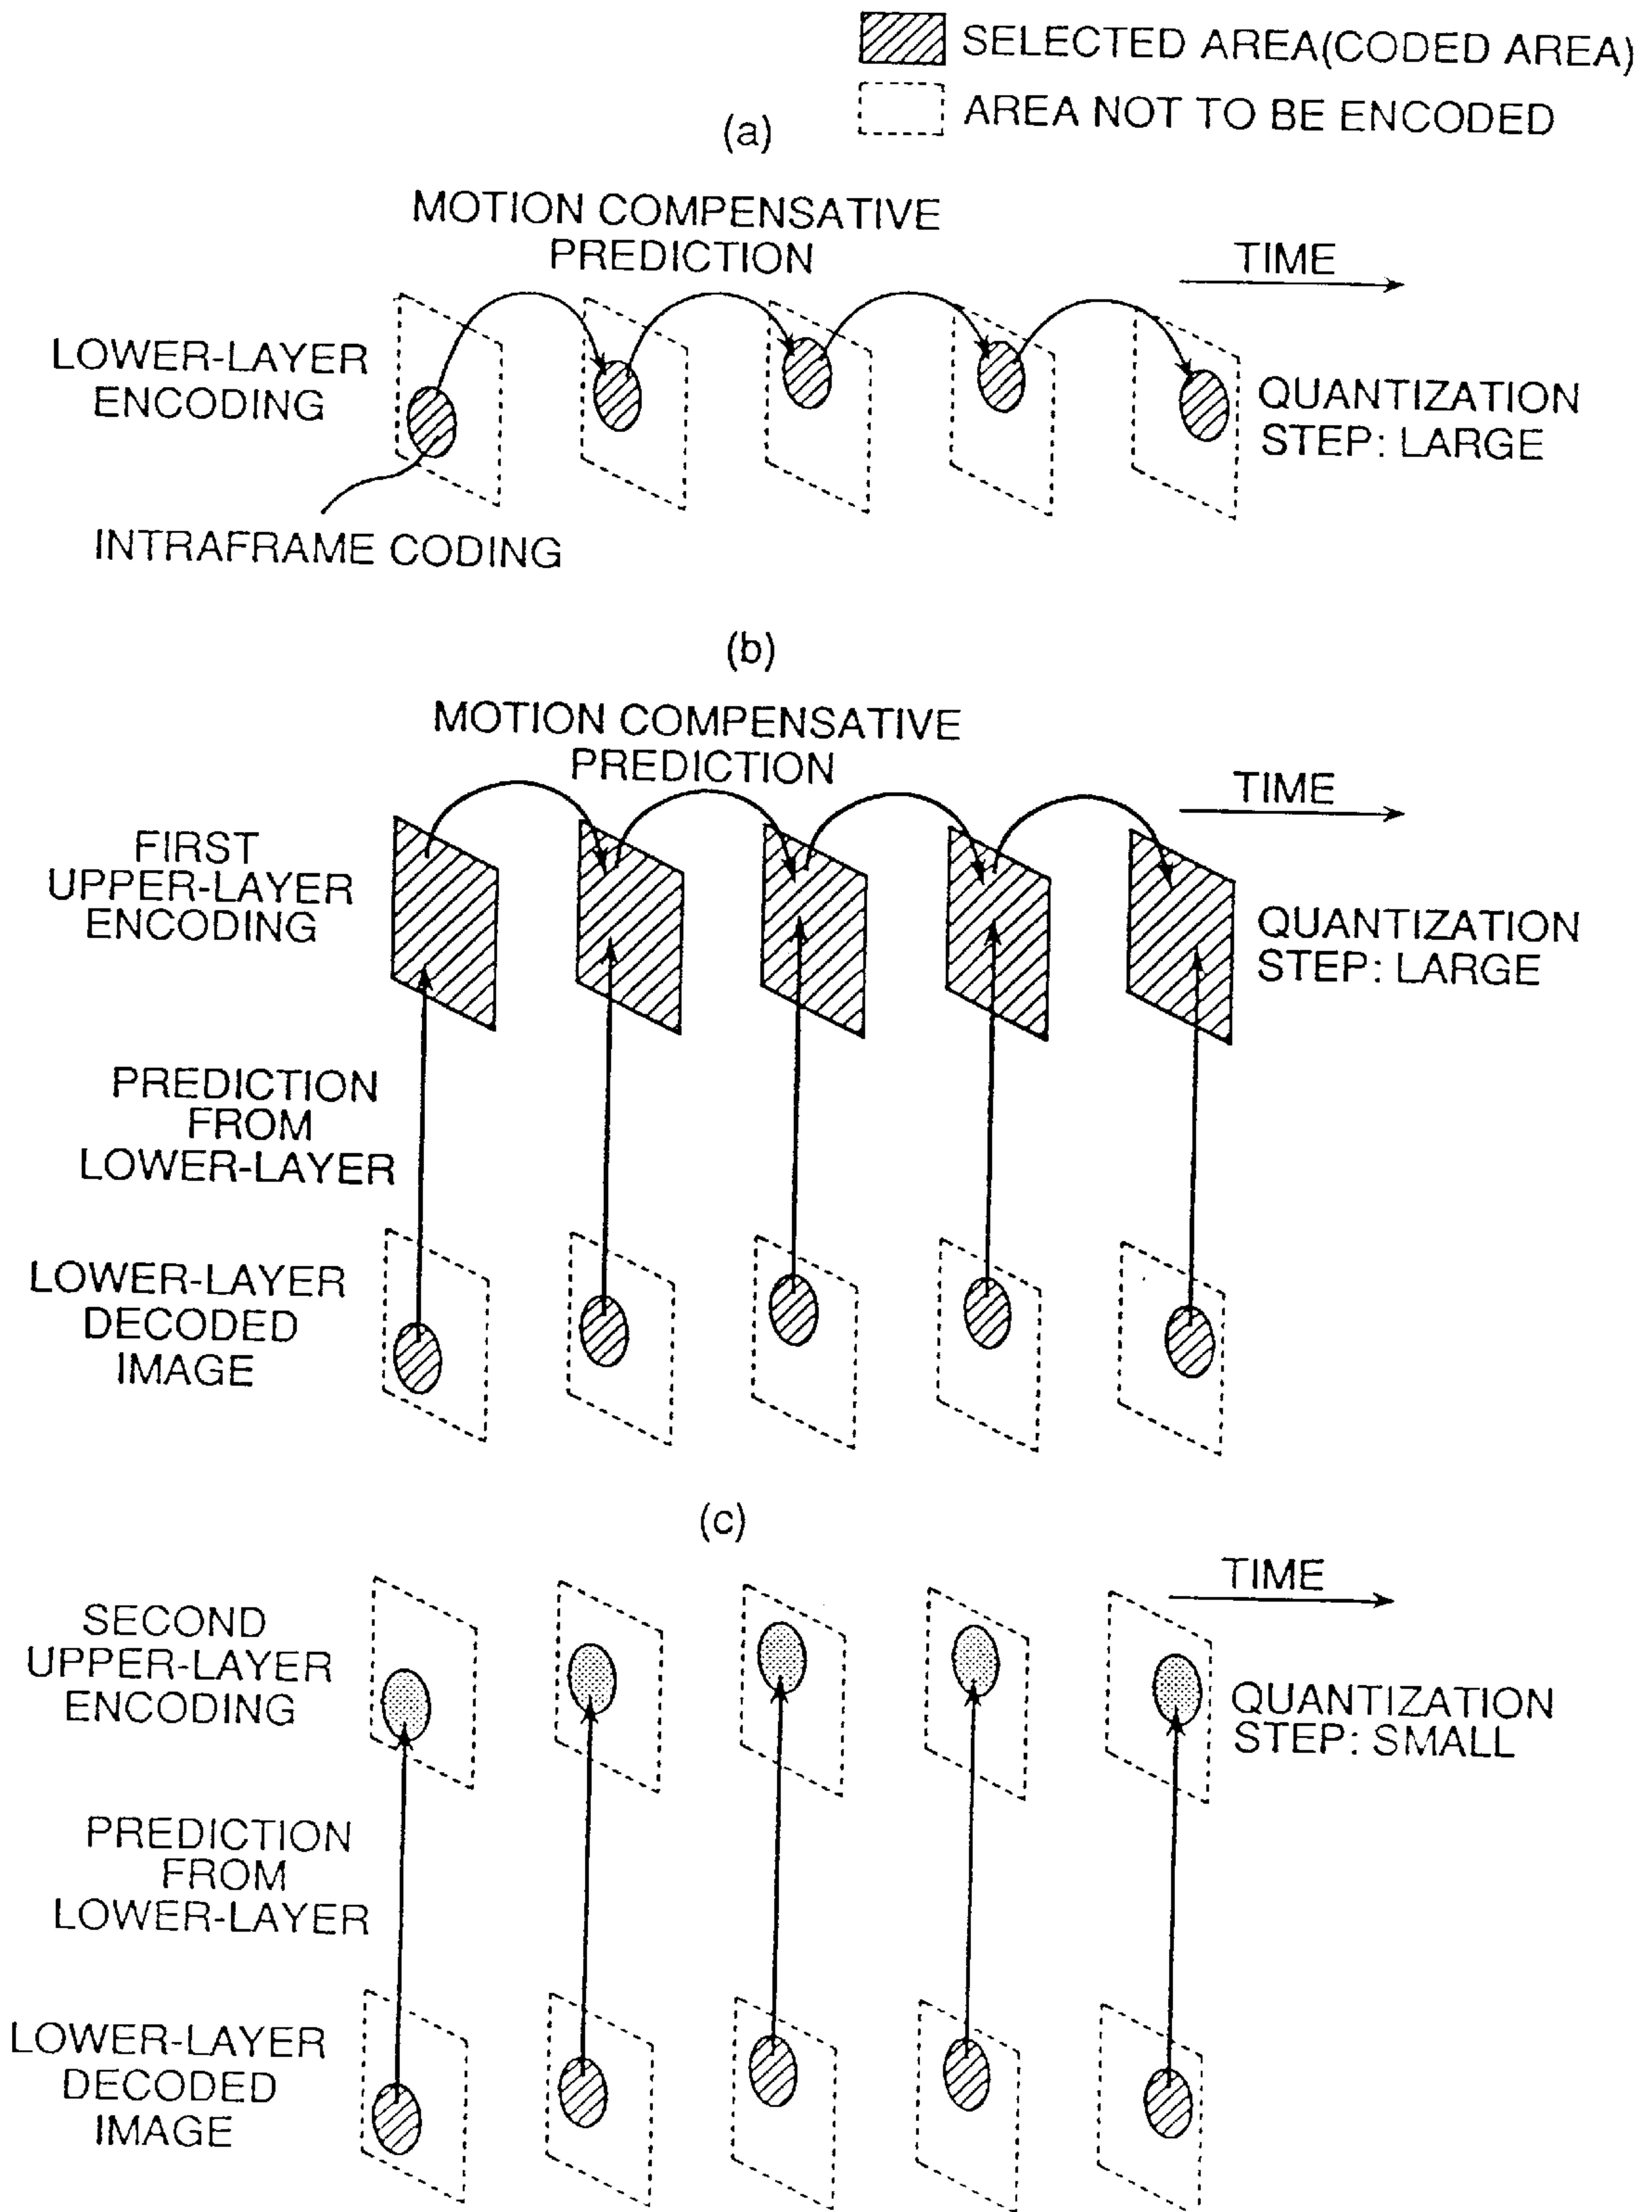 SELECTED AREA(CODED AREA)
AREA NOT TO BE ENCODED
(a)
MOTION COMPENSATIVE
PREDICTION
TIME
LOWER-LAYER
ENCODING
QUANTIZATION
STEP: LARGE
INTRAFRAME CODING
(b)
MOTION COMPENSATIVE
PREDICTION
TIME
FIRST
UPPER-LAYER
ENCODING
QUANTIZATION
STEP: LARGE
PREDICTION
FROM
LOWER-LAYER
LOWER-LAYER
DECODED
IMAGE
(c)
TIME
SECOND
UPPER-LAYER
ENCODING
QUANTIZATION
STEP: SMALL
PREDICTION
FROM
LOWER-LAYER
LOWER-LAYER
DECODED
IMAGE